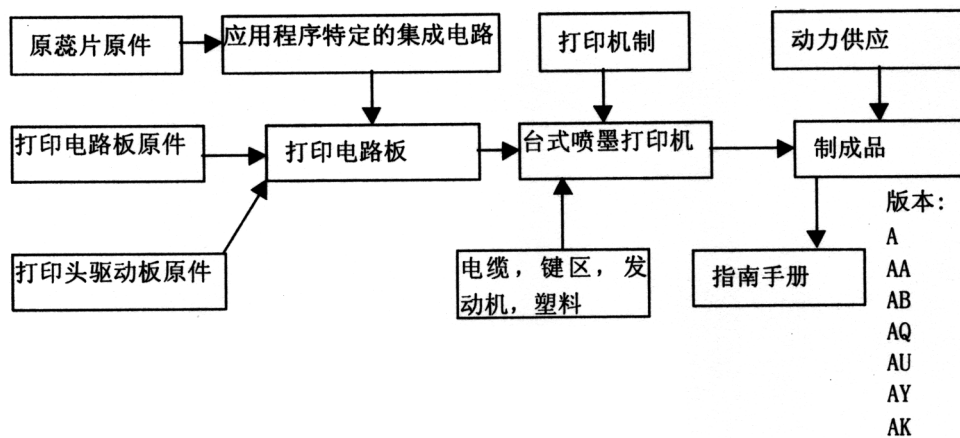 原蕊片原件
应用程序特定的集成电路
打印机制
动力供应
打印电路板原件
打印电路板
台式喷墨打印机
制成品
打印头驱动板原件
电缆，键区，发
动机，塑料
指南手册
版本：
A
AA
AB
AQ
AU
AY
AK